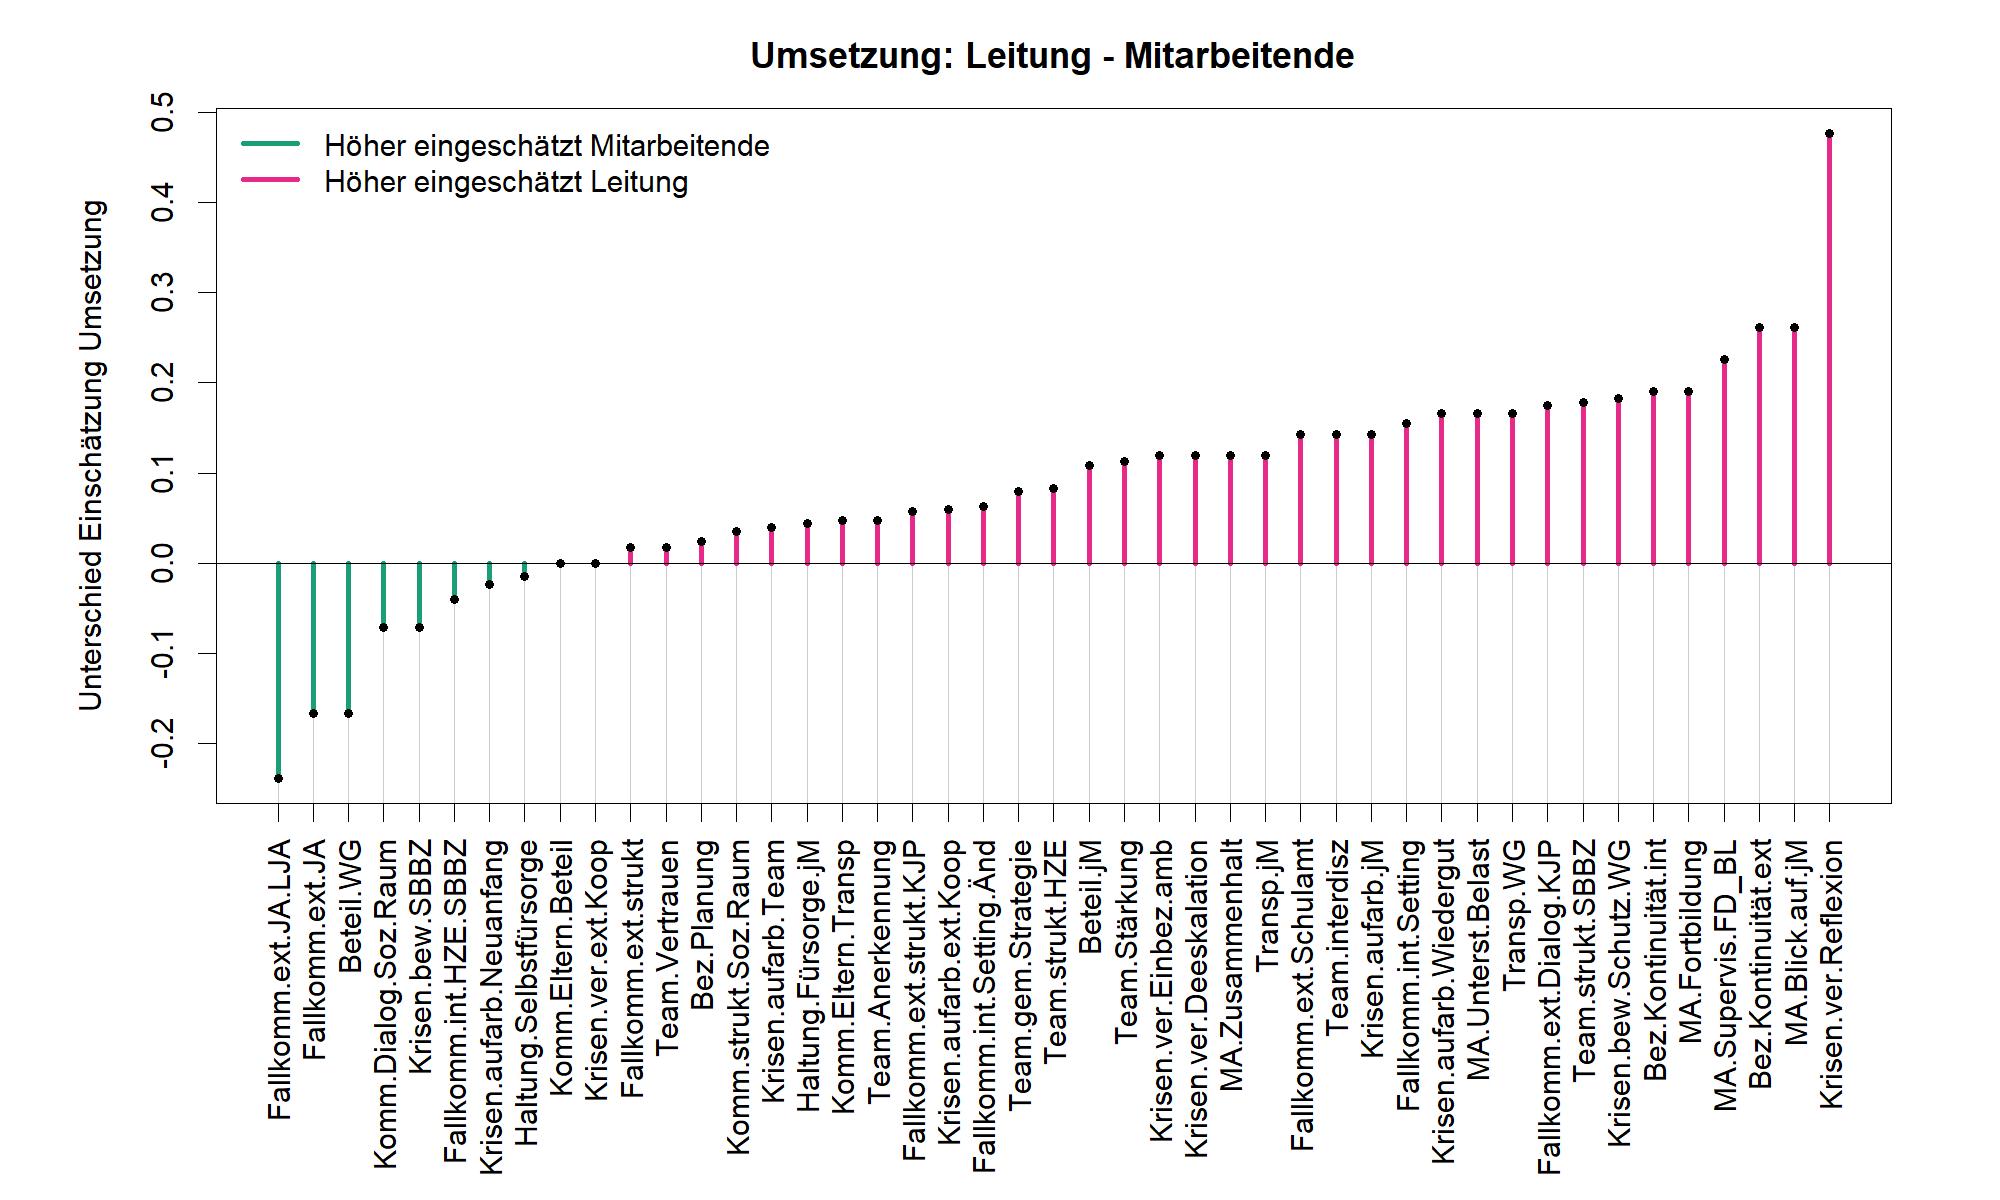 Umsetzung: Leitung - Mitarbeitende
Höher eingeschätzt Mitarbeitende
Höher eingeschätzt Leitung
Unterschied Einschätzung Umsetzung
0.5
0.4
0.3
0.2
0.1
0.0
-0.1
-0.2
Fallkomm.ext.JA.LJA
Fallkomm.ext.JA
Beteil.WG
Komm.Dialog.Soz.Raum
Krisen.bew.SBBZ
Fallkomm.int.HZE.SBBZ
Krisen.aufarb.Neuanfang
Haltung.Selbstfürsorge
Komm.Eltern.Beteil
Krisen.ver.ext.Koop
Fallkomm.ext.strukt
Team.Vertrauen
Bez.Planung
Komm.strukt.Soz.Raum
Krisen.aufarb.Team
Haltung.Fürsorge.jM
Komm.Eltern.Transp
Team.Anerkennung
Fallkomm.ext.strukt.KJP
Krisen.aufarb.ext.Koop
Fallkomm.int.Setting.Änd
Team.gem.Strategie
Team.strukt.HZE
Beteil.jM
Team.Stärkung
Krisen.ver.Einbez.amb
Krisen.ver.Deeskalation
MA.Zusammenhalt
Transp.jM
Fallkomm.ext.Schulamt
Team.interdisz
Krisen.aufarb.jM
Fallkomm.int.Setting
Krisen.aufarb.Wiedergut
MA.Unterst.Belast
Transp.WG
Fallkomm.ext.Dialog.KJP
Team.strukt.SBBZ
Krisen.bew.Schutz.WG
Bez.Kontinuität.int
MA.Fortbildung
MA.Supervis.FD_BL
Bez.Kontinuität.ext
MA.Blick.auf.jM
Krisen.ver.Reflexion